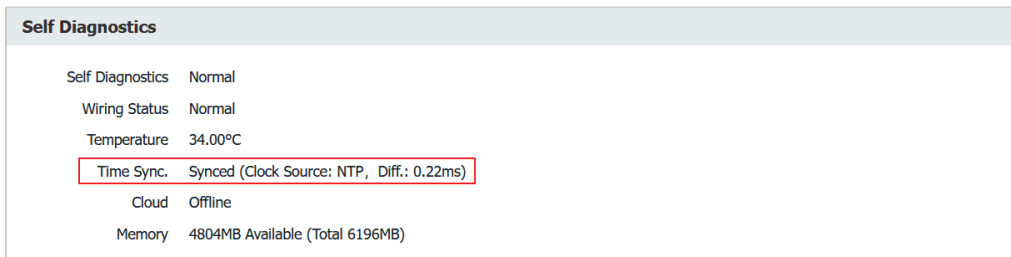 Self Diagnostics
Self Diagnostics Normal
Wiring Status Normal
Temperature 34.00°C
Time Sync. Synced (Clock Source: NTP, Diff.: 0.22ms)
Cloud Offline
Memory 4804MB Available (Total 6196MB)